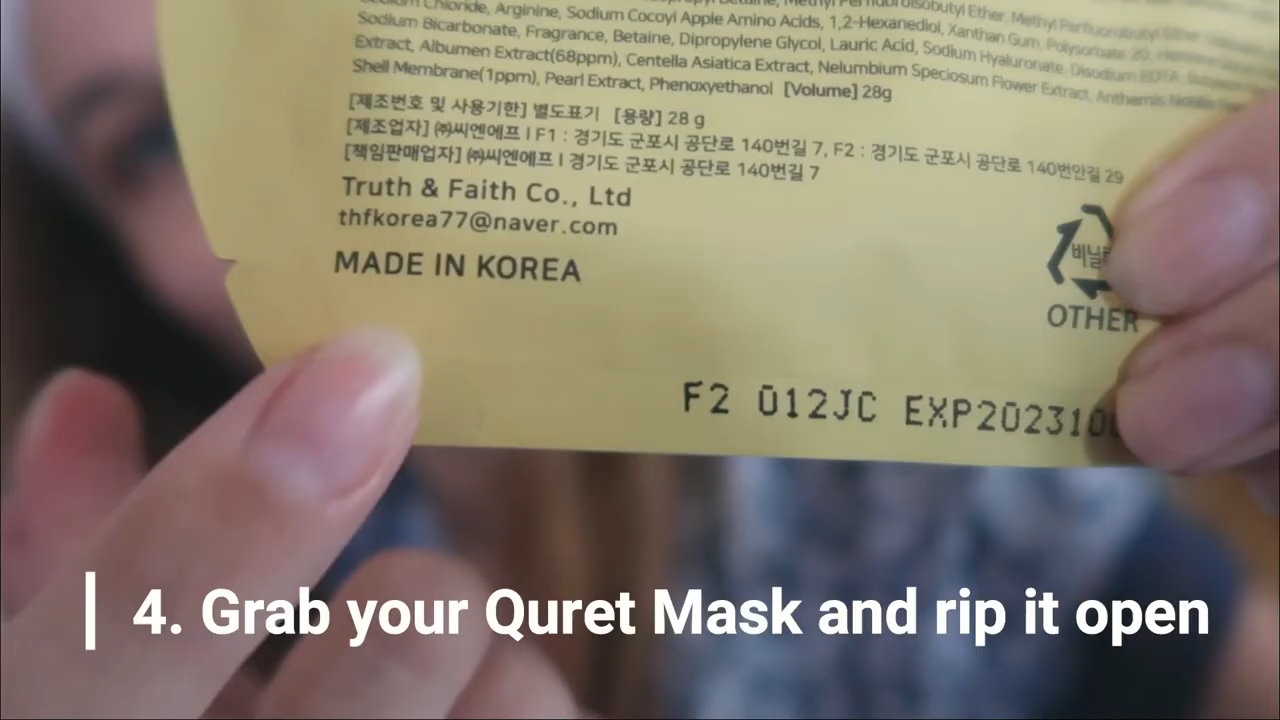 Chloride, Arginine, Sodium Cocoyl Apple Amino Acids, 1,2-Hexanediol, Xanthan Gum, Polysorbate 20,
Sodium Bicarbonate, Fragrance, Betaine, Dipropylene Glycol, Lauric Acid, Sodium Hyaluronate, Disodium EDTA,
Extract, Albumen Extract(68ppm), Centella Asiatica Extract, Nelumbium Speciosum Flower Extract, Anthemis Nobilis
Shell Membrane(1ppm), Pearl Extract, Phenoxyethanol [Volume] 28g
[제조번호 및 사용기한] 별도표기 [용량] 28 g
[제조업자] ㈜씨엔에프 I F1 : 경기도 군포시 공단로 140번길 7, F2 : 경기도 군포시 공단로 140번안길 29
[책임판매업자] ㈜씨엔에프 I 경기도 군포시 공단로 140번길 7
Truth & Faith Co., Ltd
thfkorea77@naver.com
MADE IN KOREA
OTHER
F2 012JC EXP202310
4. Grab your Quret Mask and rip it open